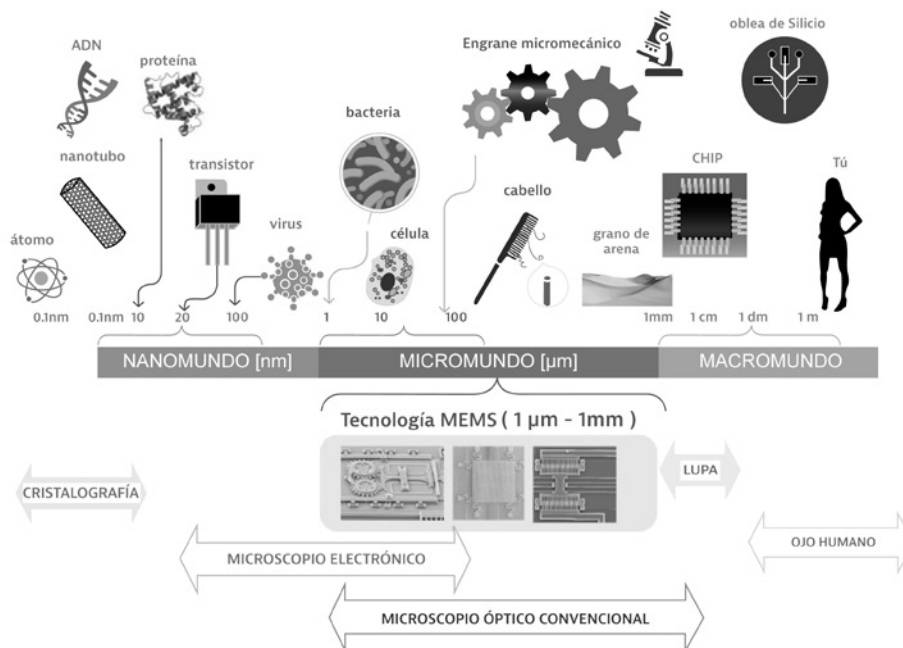 ADN
proteína
nanotubo
átomo
transistor
virus
bacteria
célula
Engrane micromecánico
cabello
oblea de Silicio
CHIP
grano de
arena
Tú
0.1nm 0.1nm 10 20 100 1 10 100 1mm 1 cm 1 dm 1 m
NANOMUNDO [nm] MICROMUNDO [µm] MACROMUNDO
Tecnología MEMS ( 1 µm - 1mm )
LUPA
CRISTALOGRAFÍA
OJO HUMANO
MICROSCOPIO ELECTRÓNICO
MICROSCOPIO ÓPTICO CONVENCIONAL